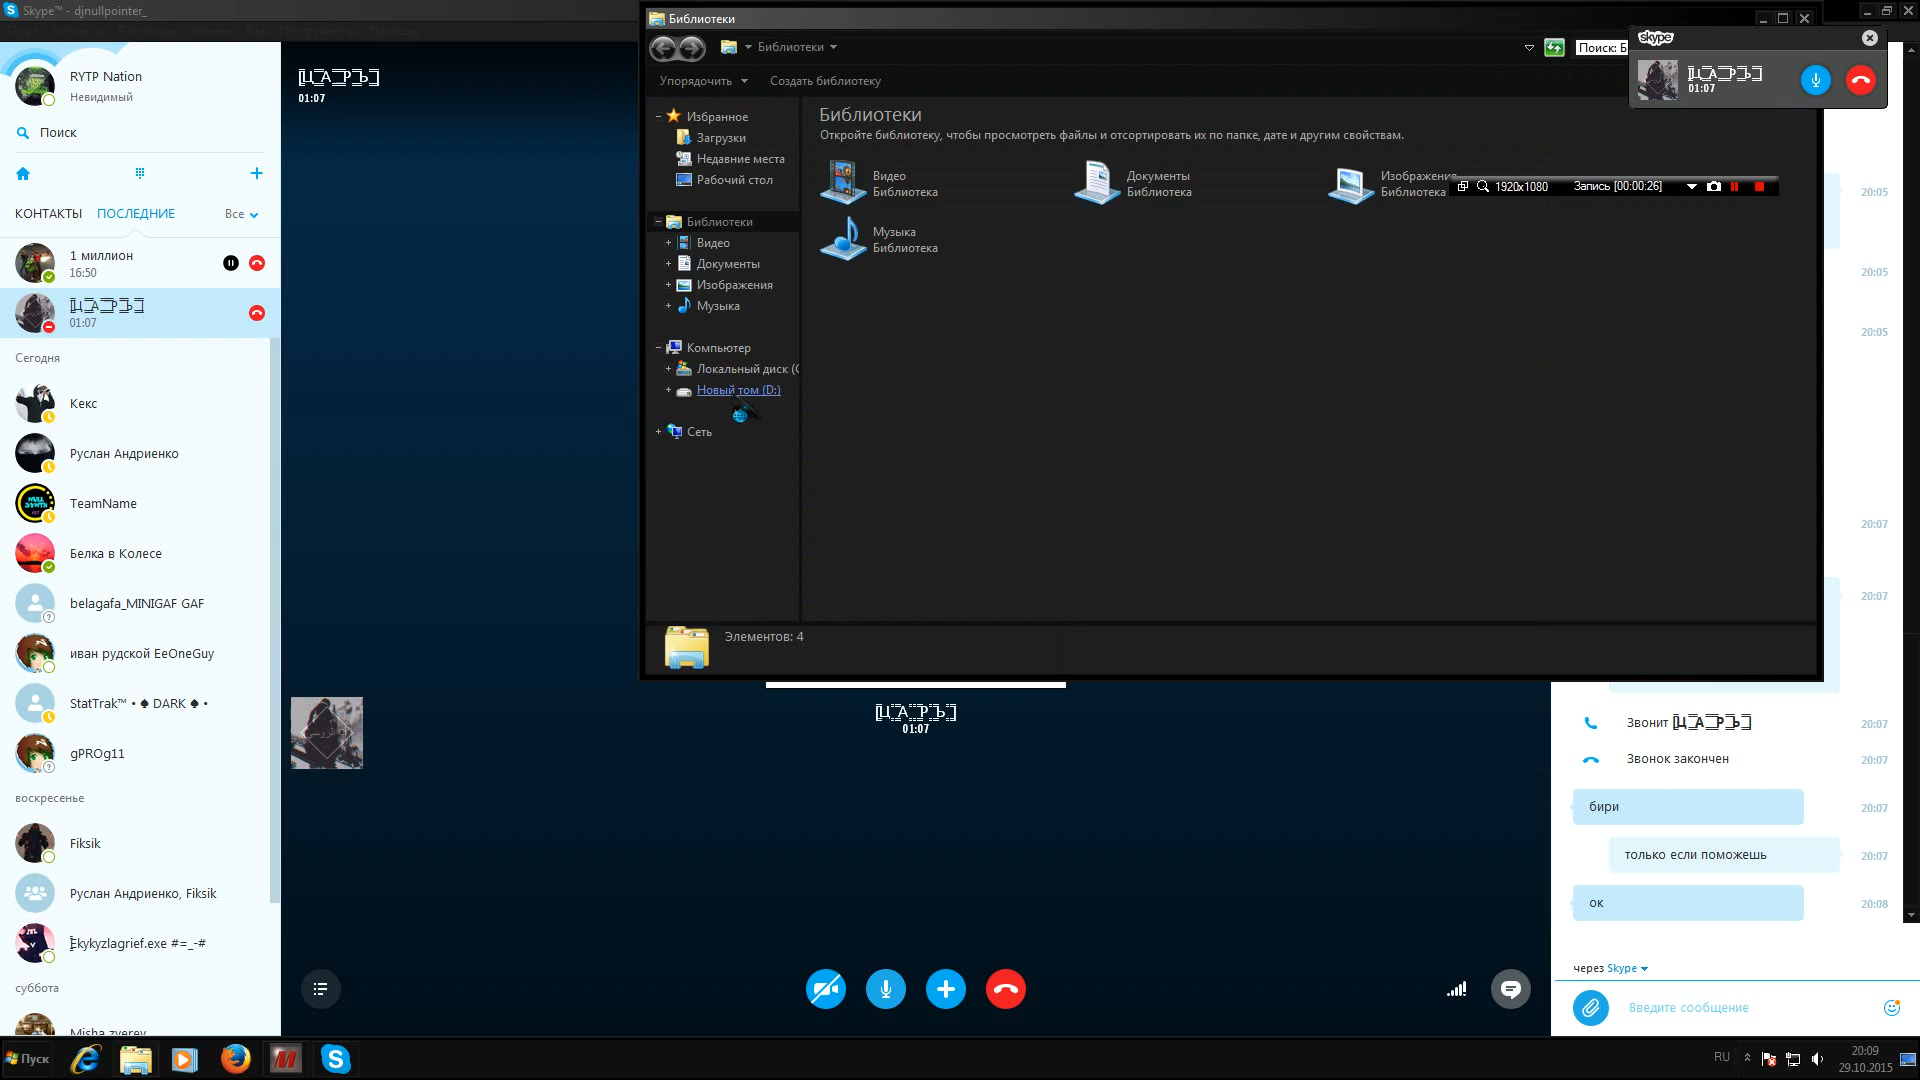 Skype™ - djnullpointer_
RYTP Nation
Невидимый
Поиск
КОНТАКТЫ
ПОСЛЕДНИЕ
Все
1 миллион
16:50
[Ц А Р Ъ]
01:07
Сегодня
Кекс
Руслан Андриенко
TeamName
Белка в Колесе
belagafa_MINIGAF GAF
иван рудской EeOneGuy
StatTrak™ • ♠ DARK ♠ •
gPROg11
воскресенье
Fiksik
Руслан Андриенко, Fiksik
Ekykyzlagrief.exe #=_-#
суббота
Misha zverev
[Ц А Р Ъ]
01:07
Библиотеки
Библиотеки
Поиск: Б
Упорядочить
Создать библиотеку
Избранное
Загрузки
Недавние места
Рабочий стол
Библиотеки
Видео
Документы
Изображения
Музыка
Компьютер
Локальный диск (C
Новый том (D:)
Сеть
Библиотеки
Откройте библиотеку, чтобы просмотреть файлы и отсортировать их по папке, дате и другим свойствам.
Видео
Библиотека
Документы
Библиотека
Изображения
Библиотека
Музыка
Библиотека
Элементов: 4
1920x1080
Запись [00:00:26]
skype
[Ц А Р Ъ]
01:07
[Ц А Р Ъ]
01:07
20:05
20:05
20:05
20:07
20:07
Звонит [Ц А Р Ъ]
20:07
Звонок закончен
20:07
бири
20:07
только если поможешь
20:07
ок
20:08
через Skype
Введите сообщение
Пуск
RU
20:09
29.10.2015